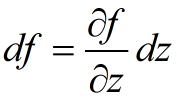 df = ∂f/∂z dz